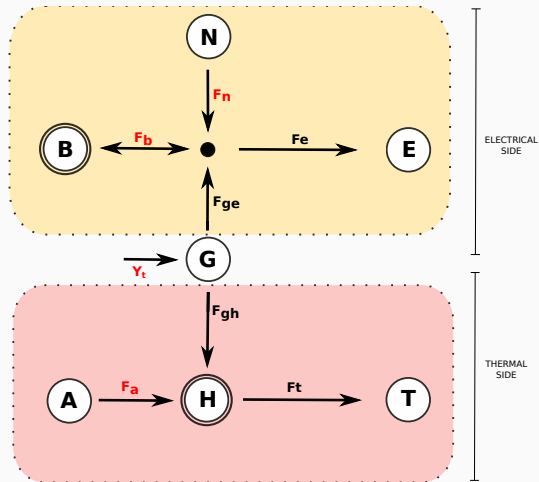 N
Fn
B
Fb
Fe
E
ELECTRICAL
SIDE
Fge
G
Yt
Fgh
THERMAL
SIDE
A
Fa
H
Ft
T